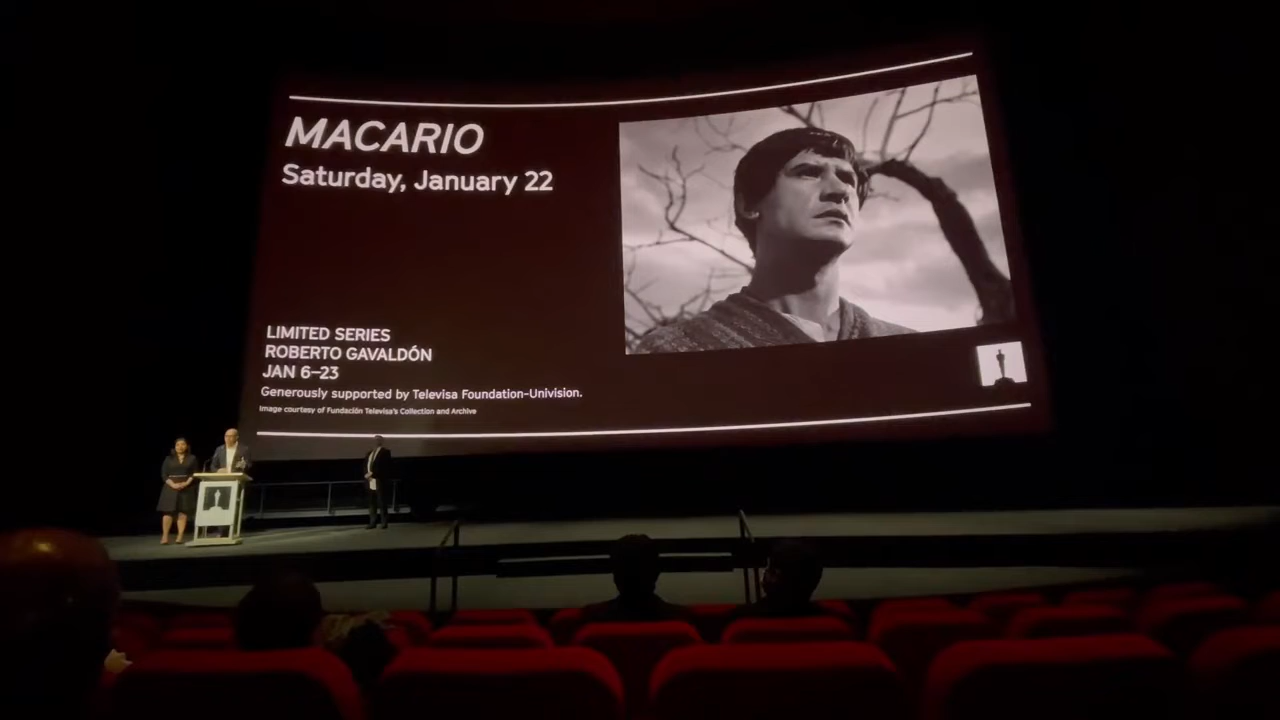 MACARIO
Saturday, January 22
LIMITED SERIES
ROBERTO GAVALDÓN
JAN 6–23
Generously supported by Televisa Foundation-Univision.
Image courtesy of Fundación Televisa's Collection and Archive